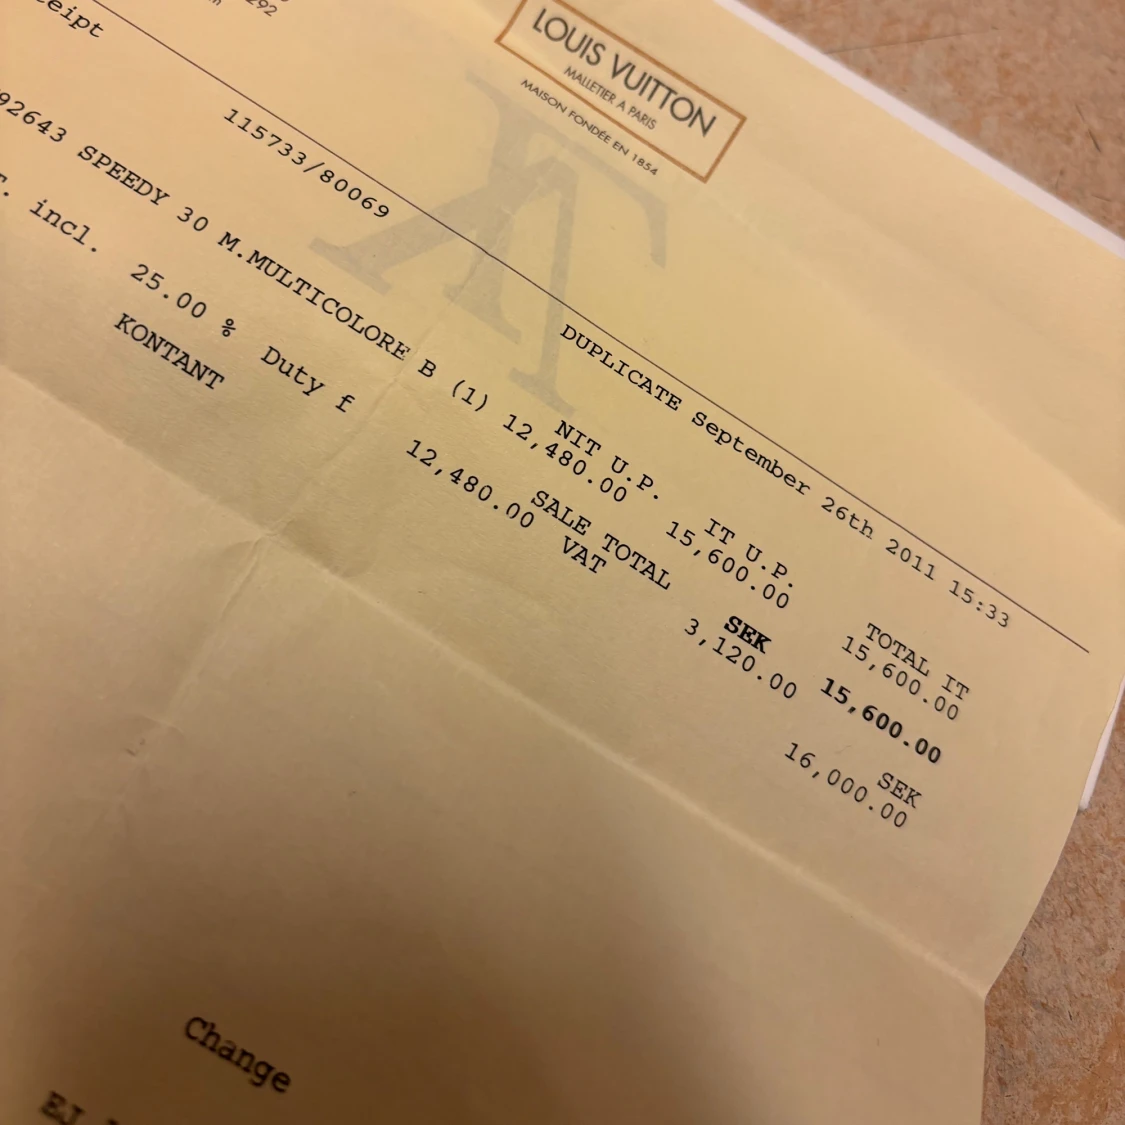 292
LOUIS VUITTON
MALLETIER A PARIS
MAISON FONDÉE EN 1854
115733/80069
DUPLICATE September 26th 2011 15:33
NIT U.P. IT U.P. TOTAL IT
92643 SPEEDY 30 M.MULTICOLORE B (1) 12,480.00 15,600.00 15,600.00
SALE TOTAL SEK 15,600.00
incl. 25.00 % Duty f 12,480.00 VAT 3,120.00
SEK
KONTANT 16,000.00
Change